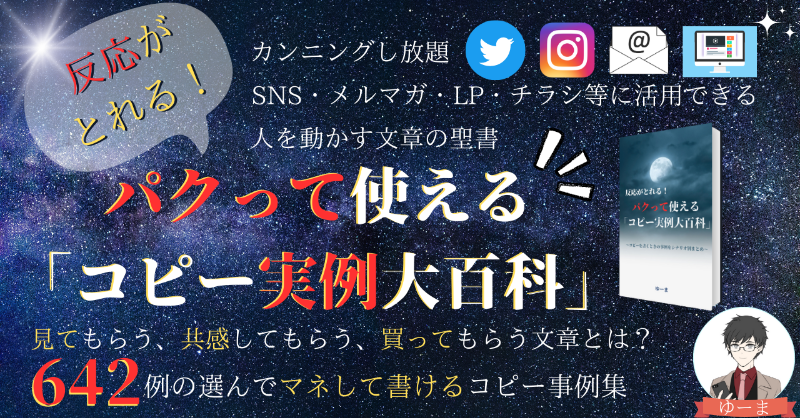 反応が
とれる！
カンニングし放題
@
SNS・メルマガ・LP・チラシ等に活用できる
人を動かす文章の聖書
パクって使える
「コピー実例大百科」
反応がとれる！
パクって使える
「コピー実例大百科」
ゆーま
見てもらう、共感してもらう、買ってもらう文章とは？
642例の選んでマネして書けるコピー事例集
ゆーま